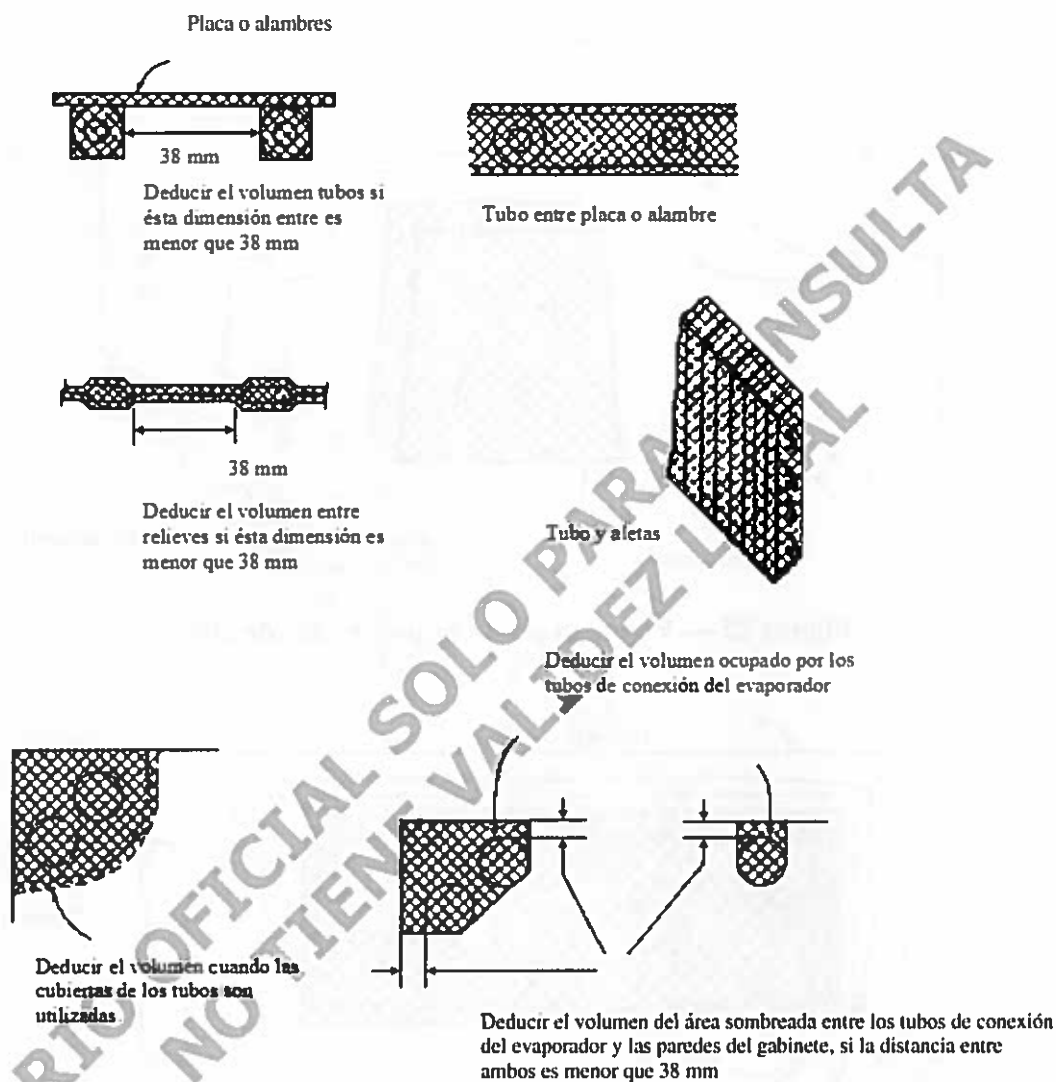 Placa o alambres
38 mm
Deducir el volumen tubos si
ésta dimensión entre es
menor que 38 mm
Tubo entre placa o alambre
38 mm
Deducir el volumen entre
relieves si ésta dimensión es
menor que 38 mm
Tubo y aletas
Deducir el volumen ocupado por los
tubos de conexión del evaporador
Deducir el volumen cuando las
cubiertas de los tubos son
utilizadas
Deducir el volumen del área sombreada entre los tubos de conexión
del evaporador y las paredes del gabinete, si la distancia entre
ambos es menor que 38 mm
RIO OFICIAL SOLO PARA NSULTA
NO TIENE VALIDEZ L AL